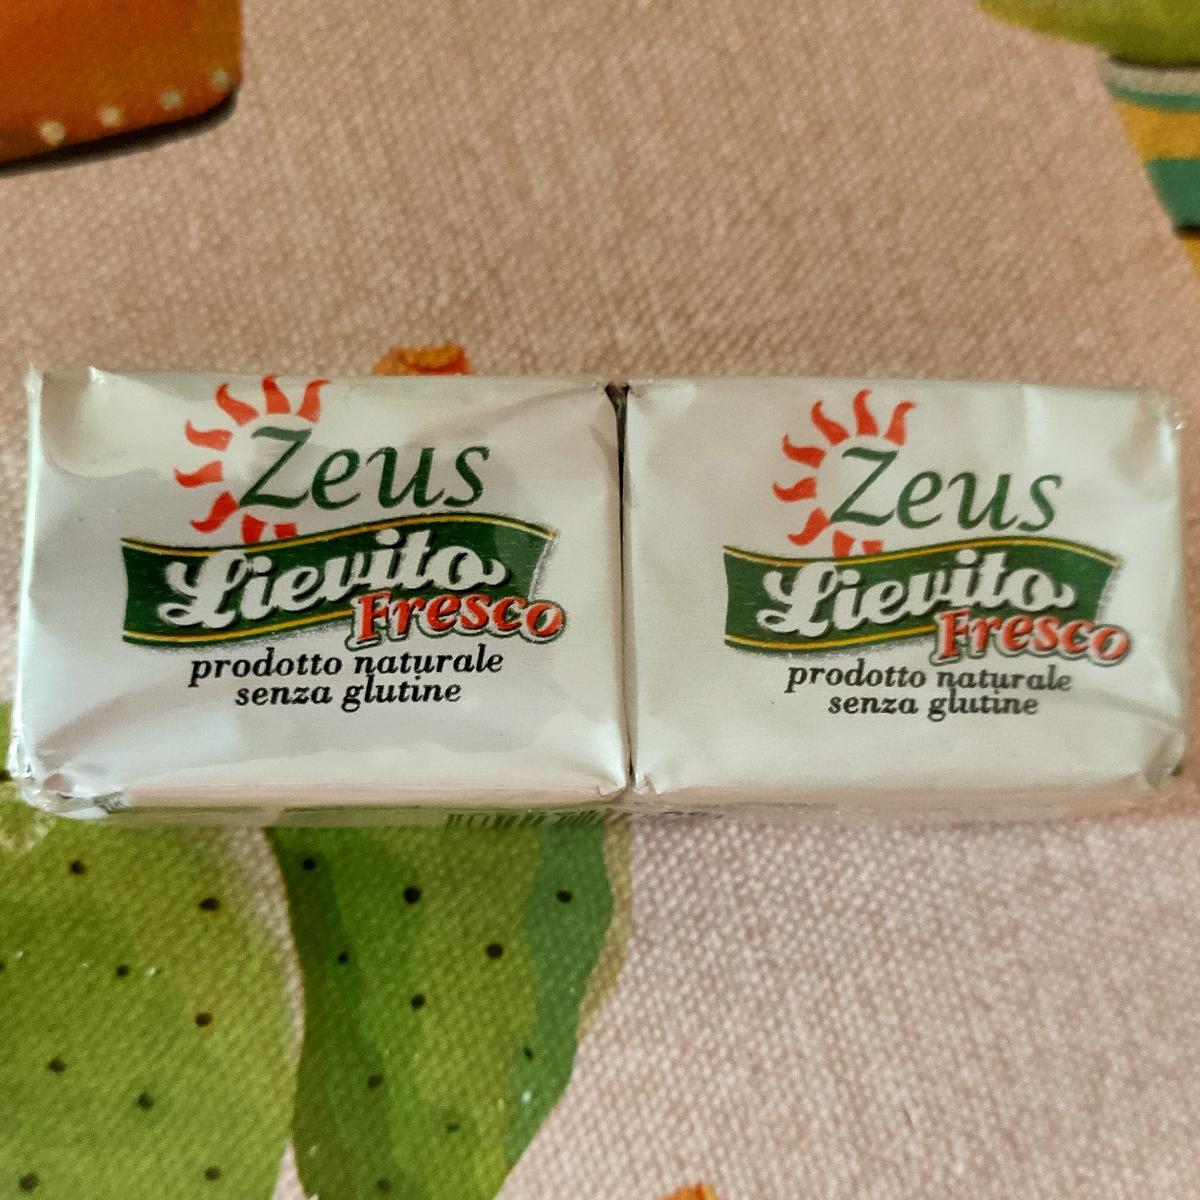 Zeus
Lievito
Fresco
prodotto naturale
senza glutine
Zeus
Lievito
Fresco
prodotto naturale
senza glutine